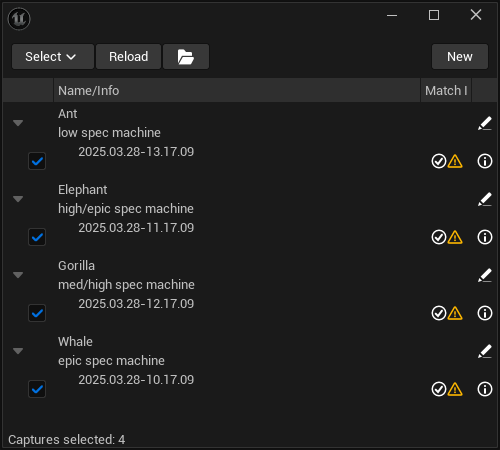 Select
Reload
New
Name/Info
Match I
Ant
low spec machine
2025.03.28-13.17.09
Elephant
high/epic spec machine
2025.03.28-11.17.09
Gorilla
med/high spec machine
2025.03.28-12.17.09
Whale
epic spec machine
2025.03.28-10.17.09
Captures selected: 4